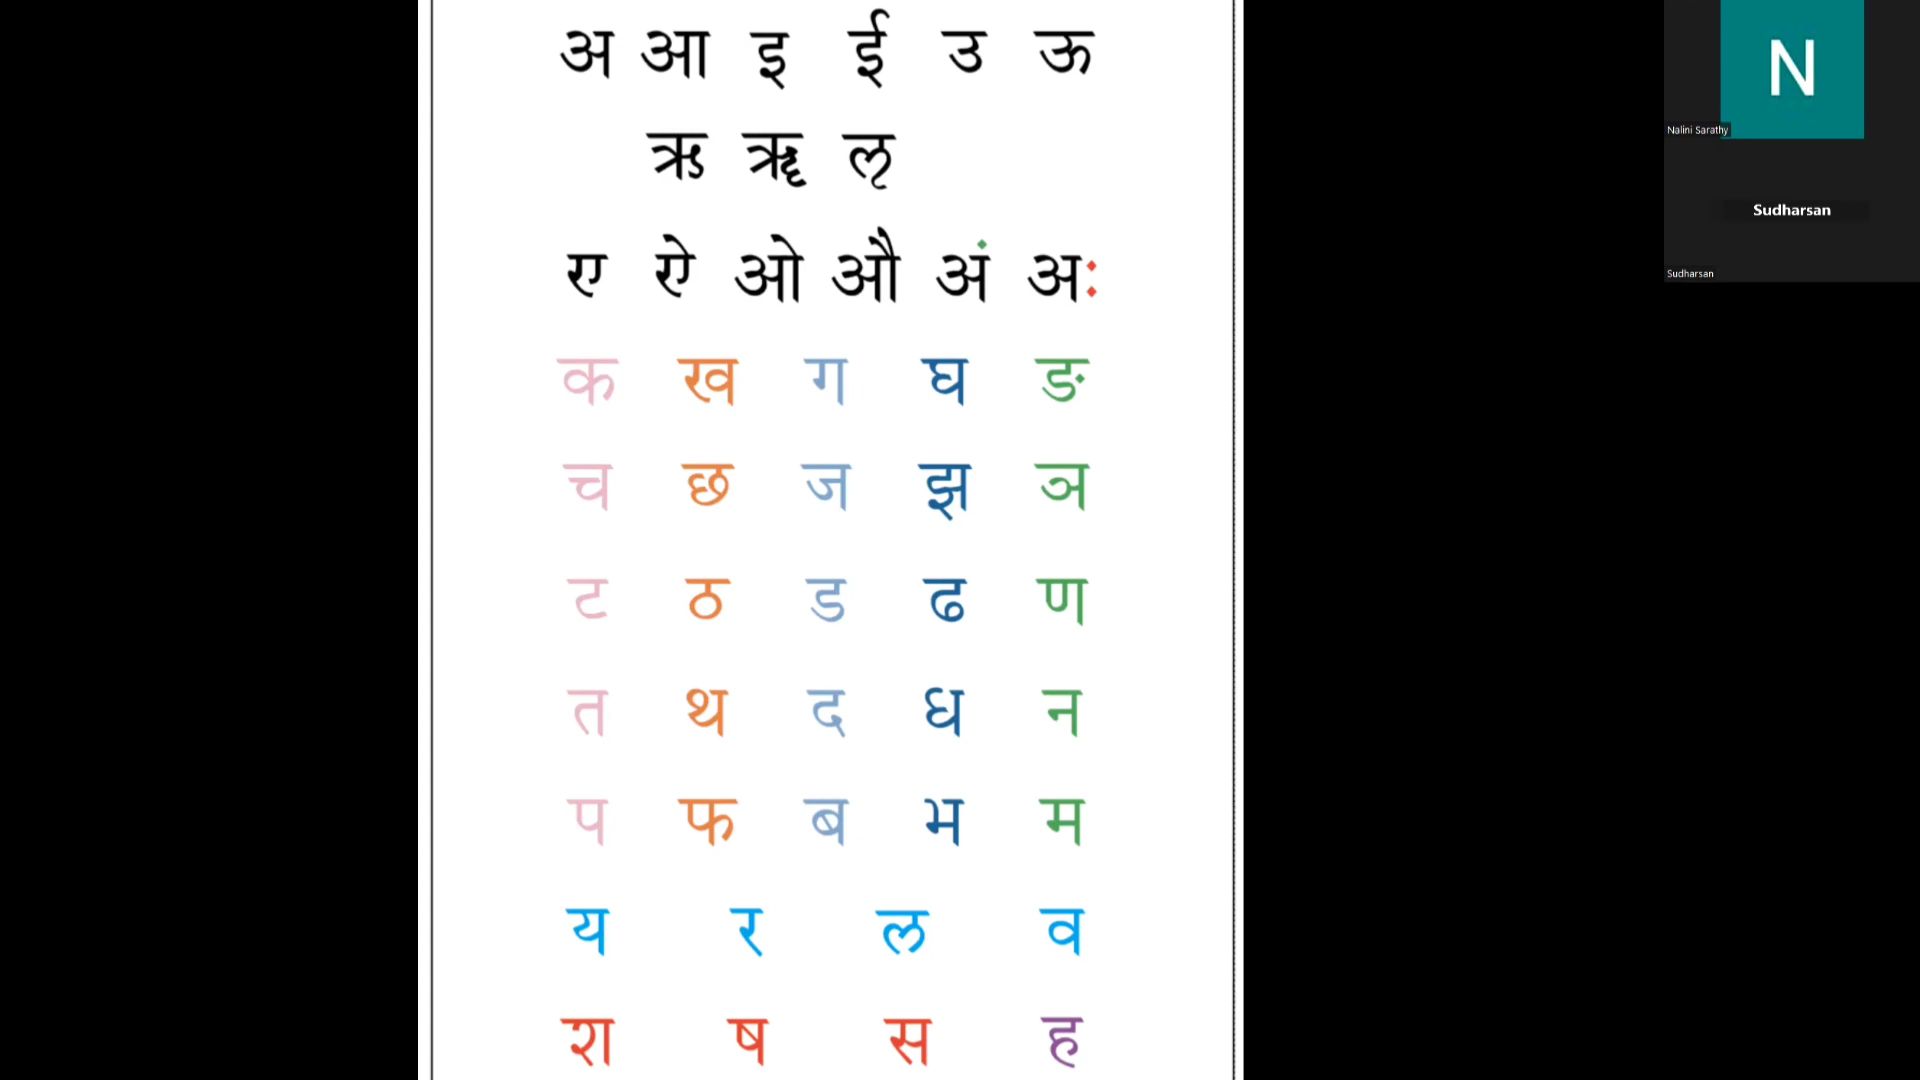 अ आ इ ई उ ऊ
ऋ ॠ ऌ
ए ऐ ओ औ अं अः
क ख ग घ ङ
च छ ज झ ञ
ट ठ ड ढ ण
त थ द ध न
प फ ब भ म
य र ल व
श ष स ह
N
Nalini Sarathy
Sudharsan
Sudharsan